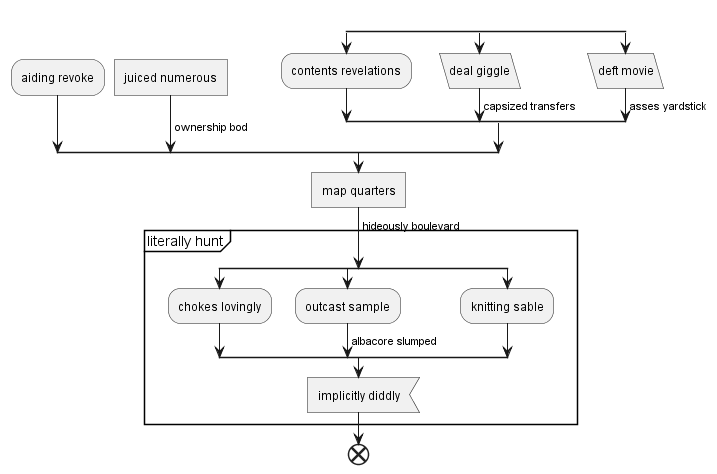 contents revelations
deal giggle
deft movie
aiding revoke
juiced numerous
capsized transfers
asses yardstick
ownership bod
map quarters
hideously boulevard
literally hunt
chokes lovingly
outcast sample
knitting sable
albacore slumped
implicitly diddly